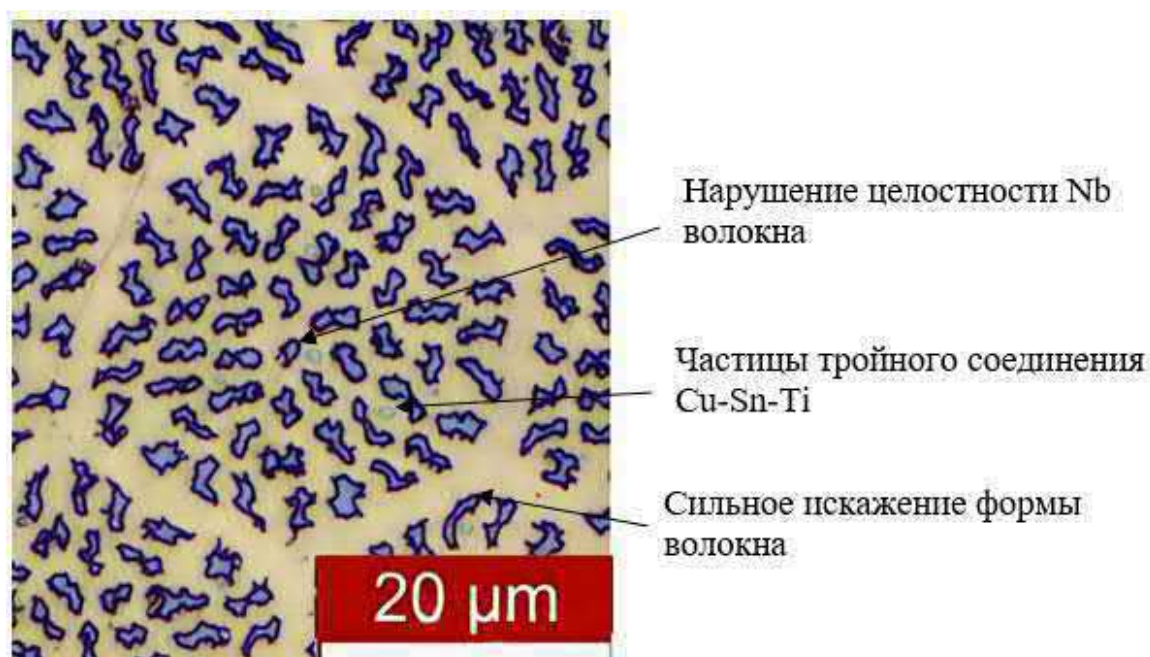 Нарушение целостности Nb
волокна
Частицы тройного соединения
Cu-Sn-Ti
Сильное искажение формы
волокна
20 μm